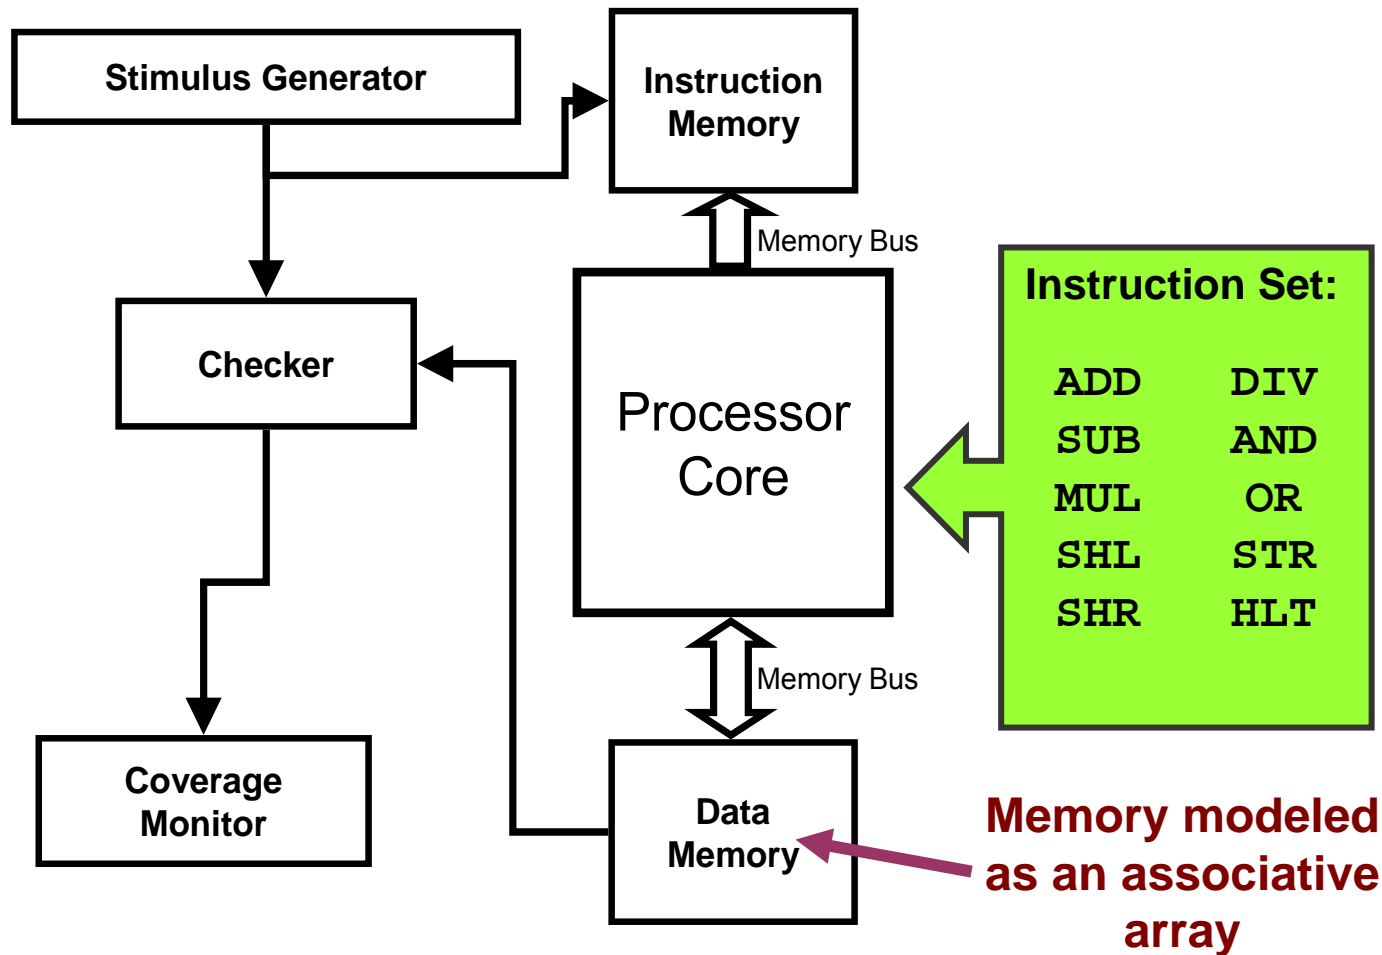 Stimulus Generator
Instruction
Memory
Memory Bus
Instruction Set:
ADD DIV
SUB AND
MUL OR
SHL STR
SHR HLT
Checker
Processor
Core
Memory Bus
Coverage
Monitor
Data
Memory
Memory modeled
as an associative
array